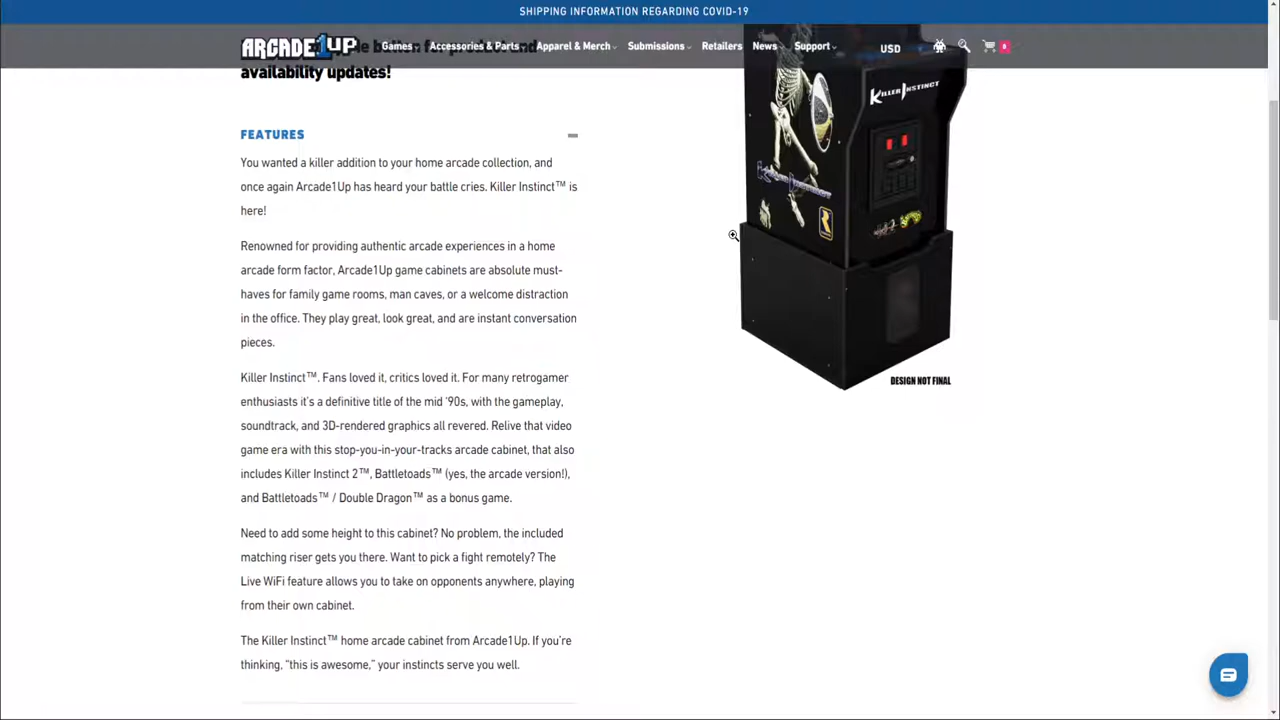 SHIPPING INFORMATION REGARDING COVID-19
ARCADE1UP Games Accessories & Parts Apparel & Merch Submissions Retailers News Support USD 0
availability updates!
FEATURES
You wanted a killer addition to your home arcade collection, and
once again Arcade1Up has heard your battle cries. Killer Instinct™ is
here!
Renowned for providing authentic arcade experiences in a home
arcade form factor, Arcade1Up game cabinets are absolute must-
haves for family game rooms, man caves, or a welcome distraction
in the office. They play great, look great, and are instant conversation
pieces.
Killer Instinct™. Fans loved it, critics loved it. For many retrogamer
enthusiasts it's a definitive title of the mid '90s, with the gameplay,
soundtrack, and 3D-rendered graphics all revered. Relive that video
game era with this stop-you-in-your-tracks arcade cabinet, that also
includes Killer Instinct 2™, Battletoads™ (yes, the arcade version!),
and Battletoads™ / Double Dragon™ as a bonus game.
Need to add some height to this cabinet? No problem, the included
matching riser gets you there. Want to pick a fight remotely? The
Live WiFi feature allows you to take on opponents anywhere, playing
from their own cabinet.
The Killer Instinct™ home arcade cabinet from Arcade1Up. If you're
thinking, “this is awesome,” your instincts serve you well.
KILLER INSTINCT
KILLER INSTINCT
DESIGN NOT FINAL